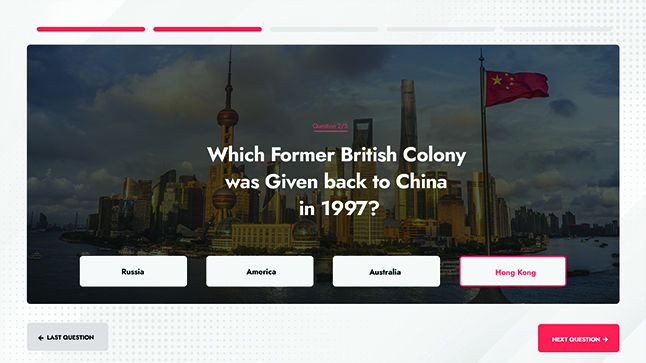 Question 2/5
Which Former British Colony
was Given back to China
in 1997?
Russia
America
Australia
Hong Kong
← LAST QUESTION
NEXT QUESTION →